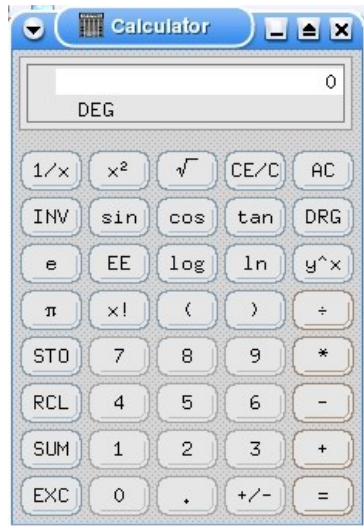 Calculator
0
DEG
1/x x² √ CE/C AC
INV sin cos tan DRG
e EE log ln y^x
π x! ( ) ÷
STO 7 8 9 *
RCL 4 5 6 -
SUM 1 2 3 +
EXC 0 . +/- =